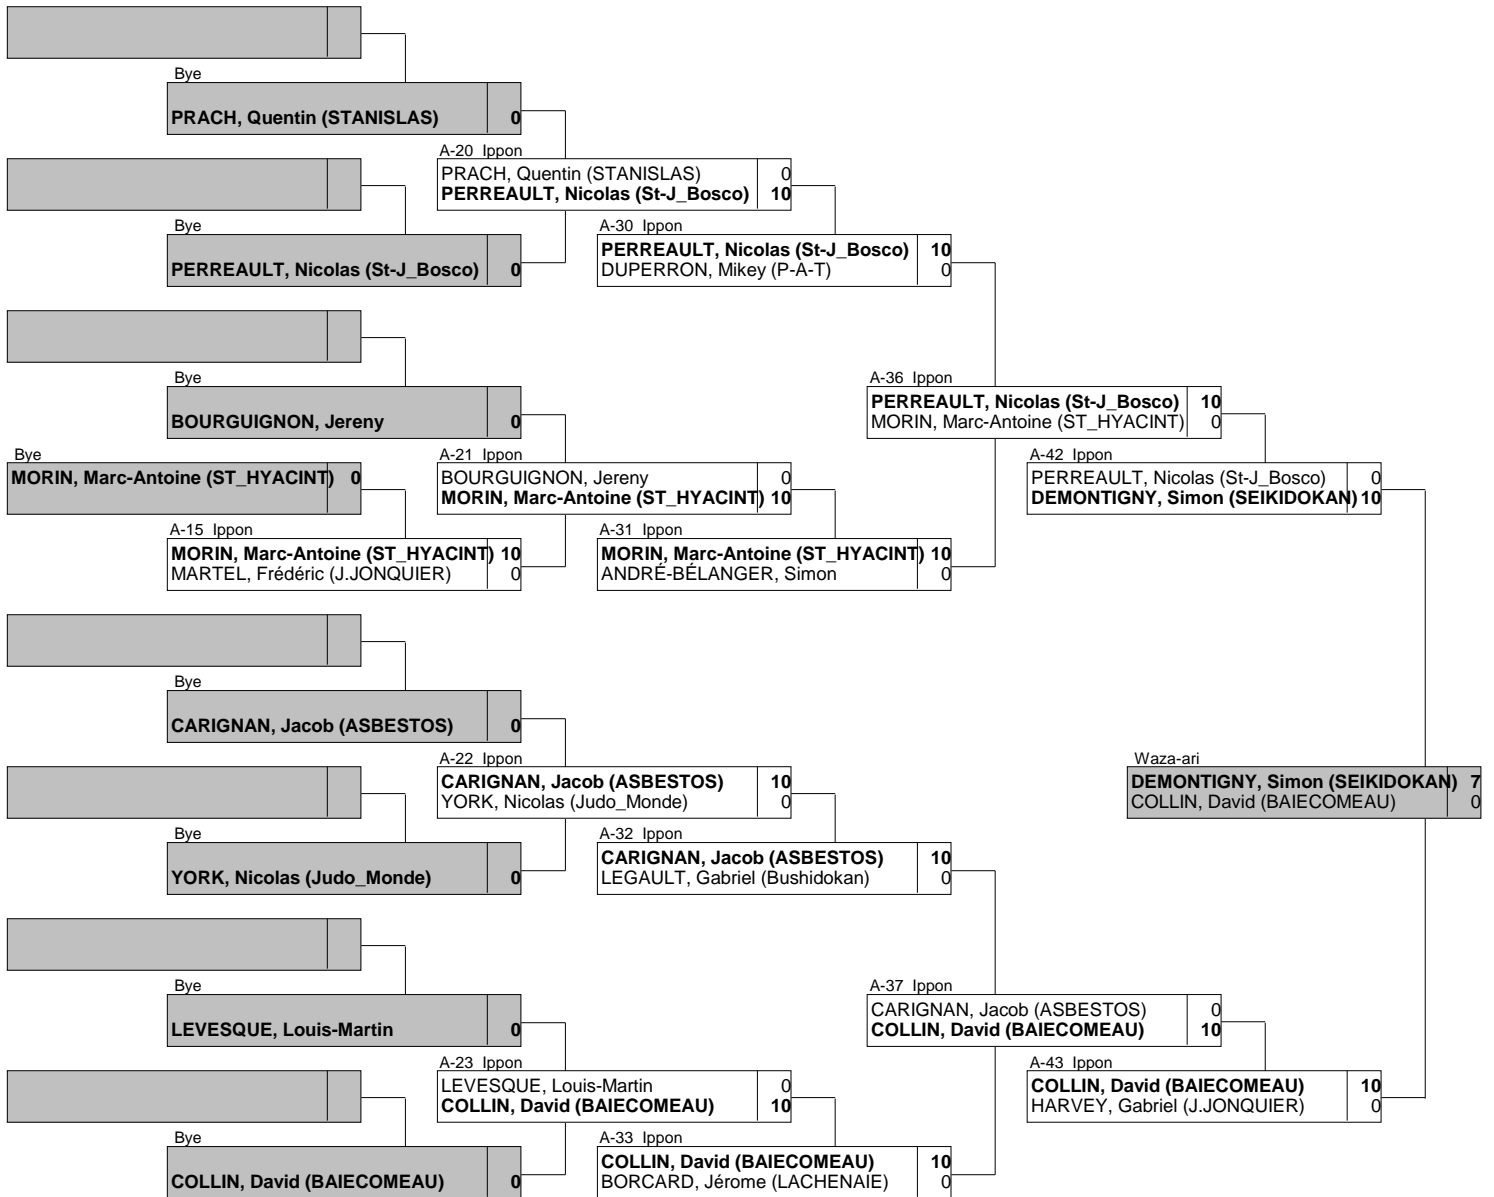 Bye
PRACH, Quentin (STANISLAS) 0
A-20 Ippon
PRACH, Quentin (STANISLAS) 0
PERREAULT, Nicolas (St-J_Bosco) 10
Bye
PERREAULT, Nicolas (St-J_Bosco) 0
A-30 Ippon
PERREAULT, Nicolas (St-J_Bosco) 10
DUPERRON, Mikey (P-A-T) 0
Bye
BOURGUIGNON, Jereny 0
A-36 Ippon
PERREAULT, Nicolas (St-J_Bosco) 10
MORIN, Marc-Antoine (ST_HYACINT) 0
Bye
MORIN, Marc-Antoine (ST_HYACINT) 0
A-21 Ippon
BOURGUIGNON, Jereny 0
MORIN, Marc-Antoine (ST_HYACINT) 10
A-42 Ippon
PERREAULT, Nicolas (St-J_Bosco) 0
DEMONTIGNY, Simon (SEIKIDOKAN) 10
A-15 Ippon
MORIN, Marc-Antoine (ST_HYACINT) 10
MARTEL, Frédéric (J.JONQUIER) 0
A-31 Ippon
MORIN, Marc-Antoine (ST_HYACINT) 10
ANDRÉ-BÉLANGER, Simon 0
Bye
CARIGNAN, Jacob (ASBESTOS) 0
A-22 Ippon
CARIGNAN, Jacob (ASBESTOS) 10
YORK, Nicolas (Judo_Monde) 0
Waza-ari
DEMONTIGNY, Simon (SEIKIDOKAN) 7
COLLIN, David (BAIECOMEAU) 0
Bye
YORK, Nicolas (Judo_Monde) 0
A-32 Ippon
CARIGNAN, Jacob (ASBESTOS) 10
LEGAULT, Gabriel (Bushidokan) 0
Bye
LEVESQUE, Louis-Martin 0
A-37 Ippon
CARIGNAN, Jacob (ASBESTOS) 0
COLLIN, David (BAIECOMEAU) 10
A-23 Ippon
LEVESQUE, Louis-Martin 0
COLLIN, David (BAIECOMEAU) 10
A-43 Ippon
COLLIN, David (BAIECOMEAU) 10
HARVEY, Gabriel (J.JONQUIER) 0
Bye
COLLIN, David (BAIECOMEAU) 0
A-33 Ippon
COLLIN, David (BAIECOMEAU) 10
BORCARD, Jérome (LACHENAIE) 0